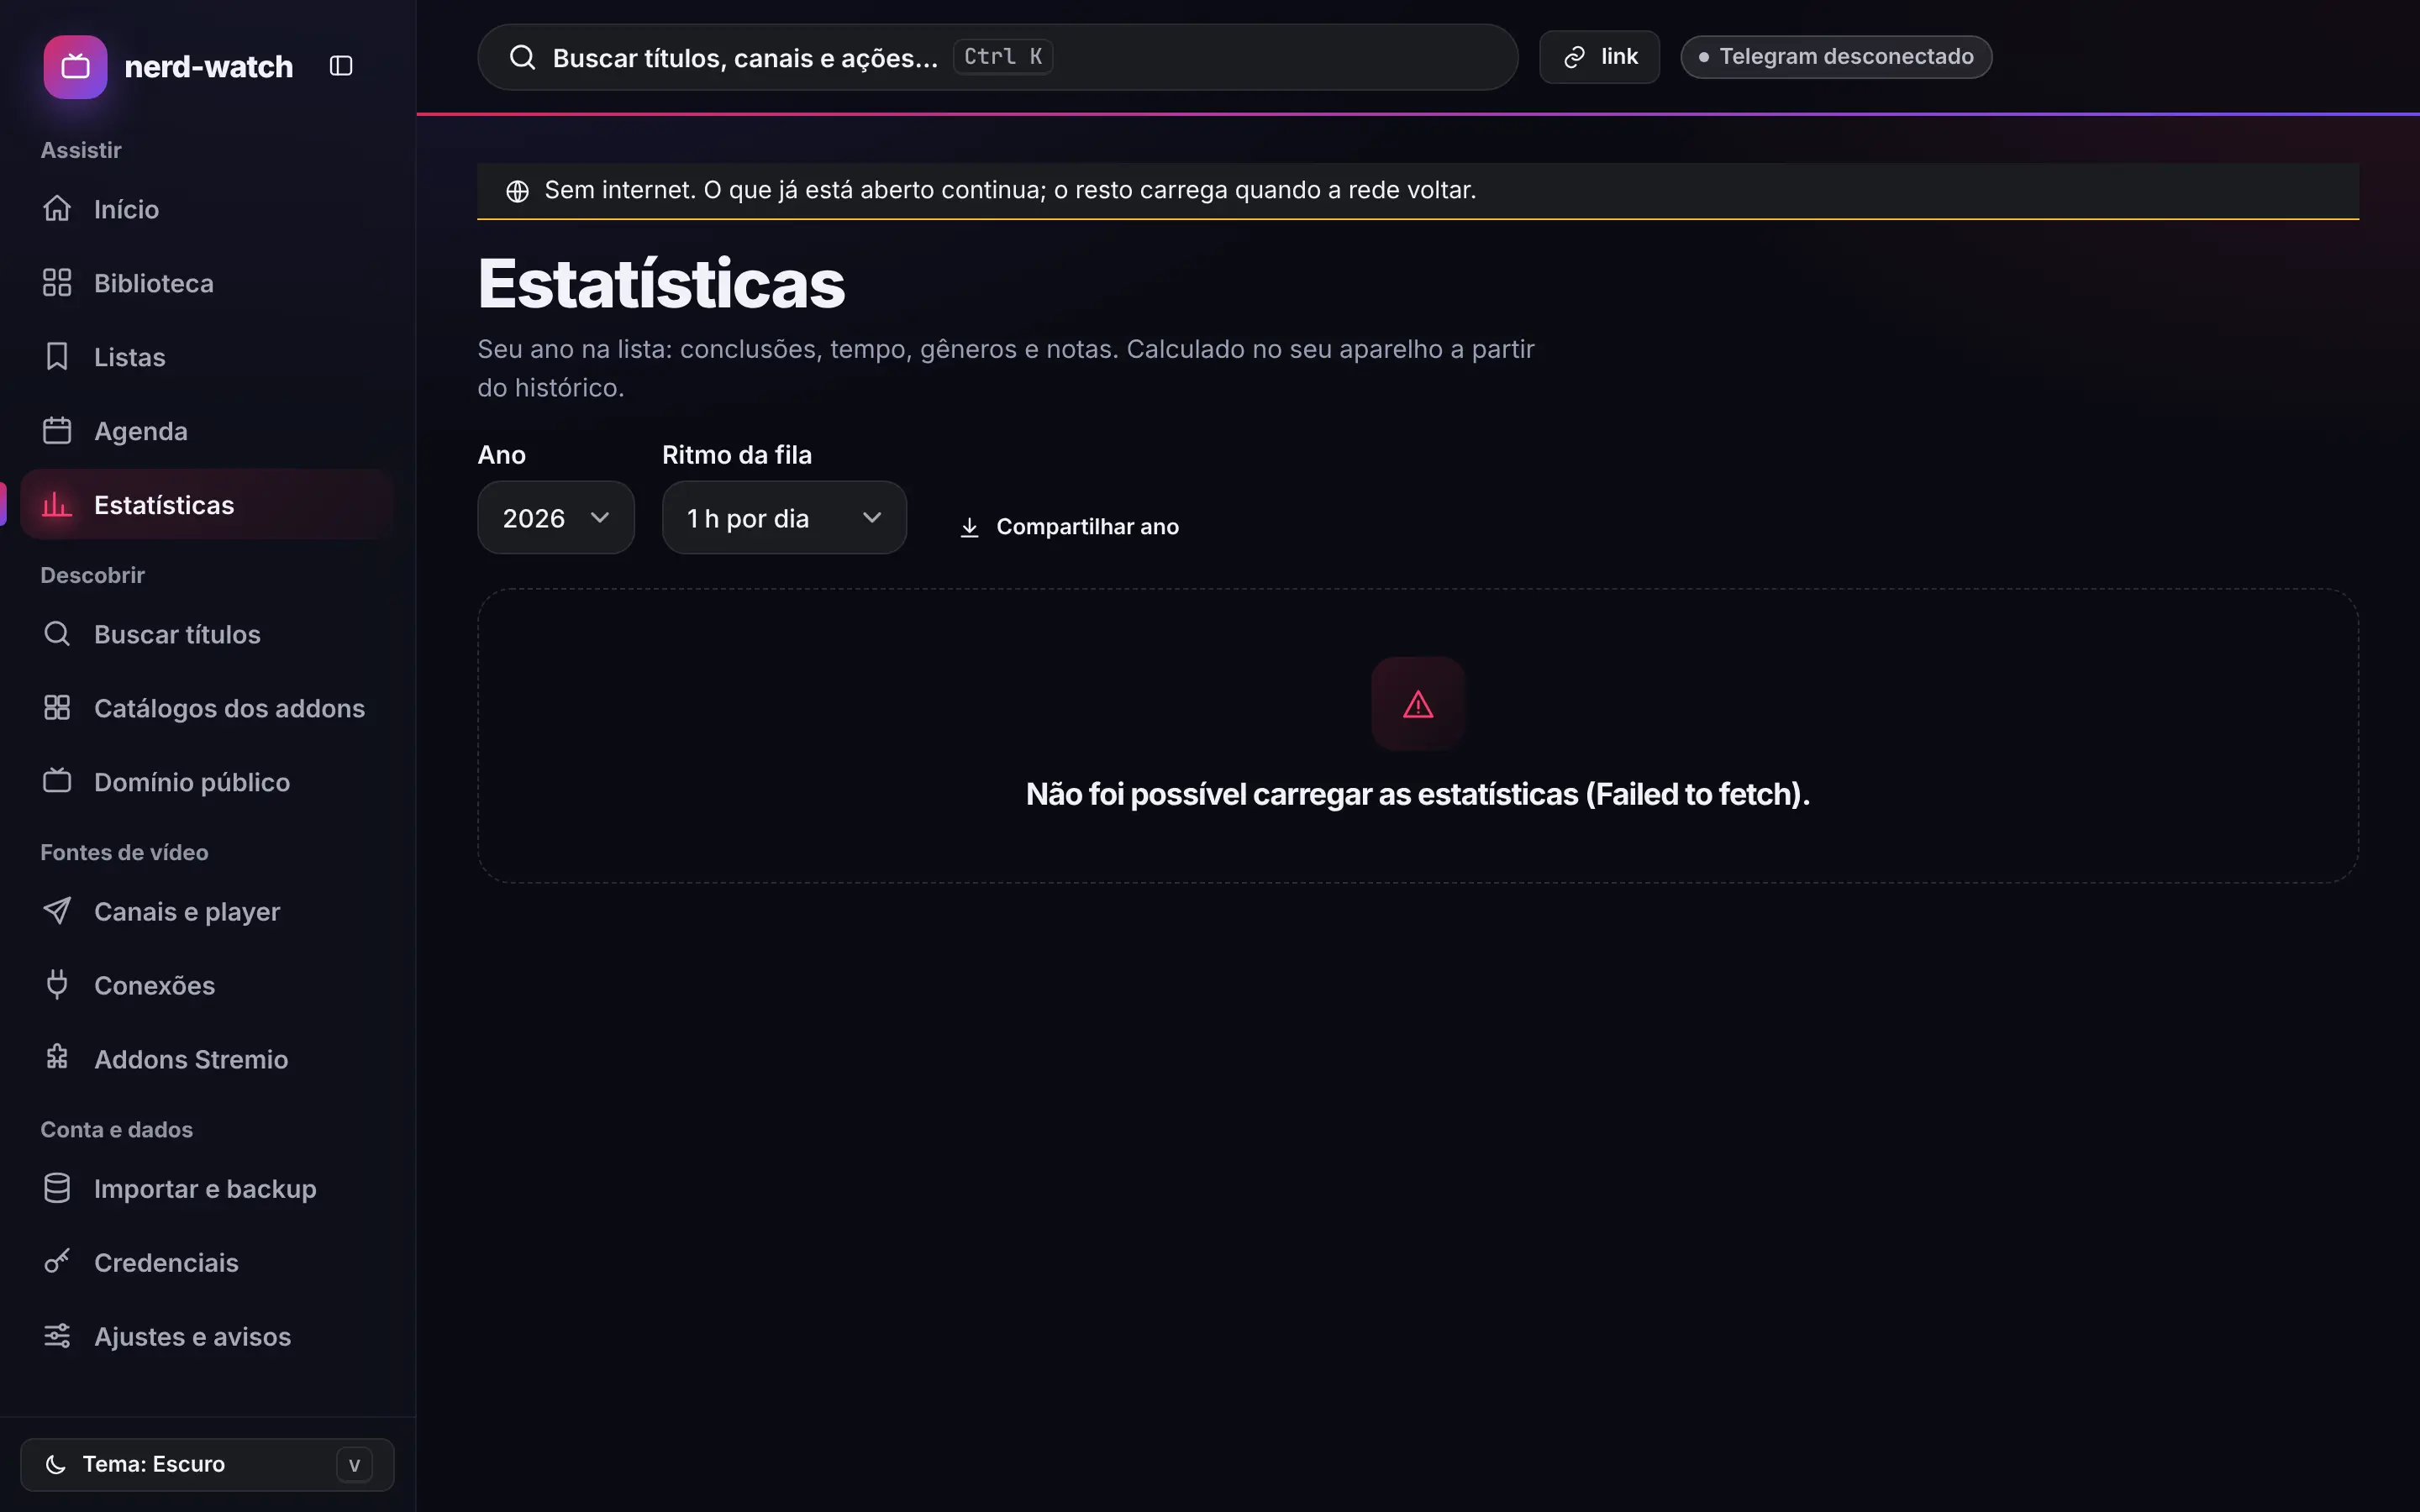 nerd-watch
Assistir
Início
Biblioteca
Listas
Agenda
Estatísticas
Descobrir
Buscar títulos
Catálogos dos addons
Domínio público
Fontes de vídeo
Canais e player
Conexões
Addons Stremio
Conta e dados
Importar e backup
Credenciais
Ajustes e avisos
Tema: Escuro V
Buscar títulos, canais e ações... Ctrl K
link
Telegram desconectado
Sem internet. O que já está aberto continua; o resto carrega quando a rede voltar.
Estatísticas
Seu ano na lista: conclusões, tempo, gêneros e notas. Calculado no seu aparelho a partir
do histórico.
Ano
2026
Ritmo da fila
1 h por dia
Compartilhar ano
Não foi possível carregar as estatísticas (Failed to fetch).